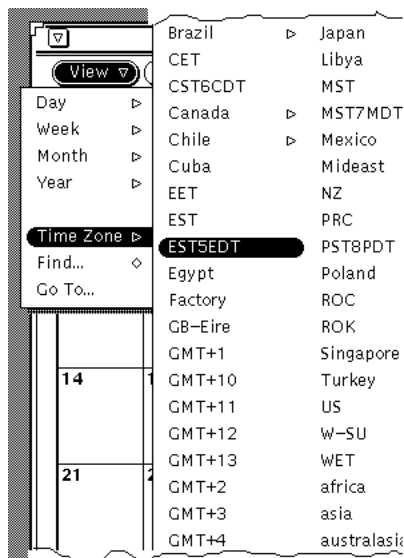 View
Day
Week
Month
Year
Time Zone
Find...
Go To...
14
21
Brazil
CET
CST6CDT
Canada
Chile
Cuba
EET
EST
EST5EDT
Egypt
Factory
GB-Eire
GMT+1
GMT+10
GMT+11
GMT+12
GMT+13
GMT+2
GMT+3
GMT+4
Japan
Libya
MST
MST7MDT
Mexico
Mideast
NZ
PRC
PST8PDT
Poland
ROC
ROK
Singapore
Turkey
US
W-SU
WET
africa
asia
australasia